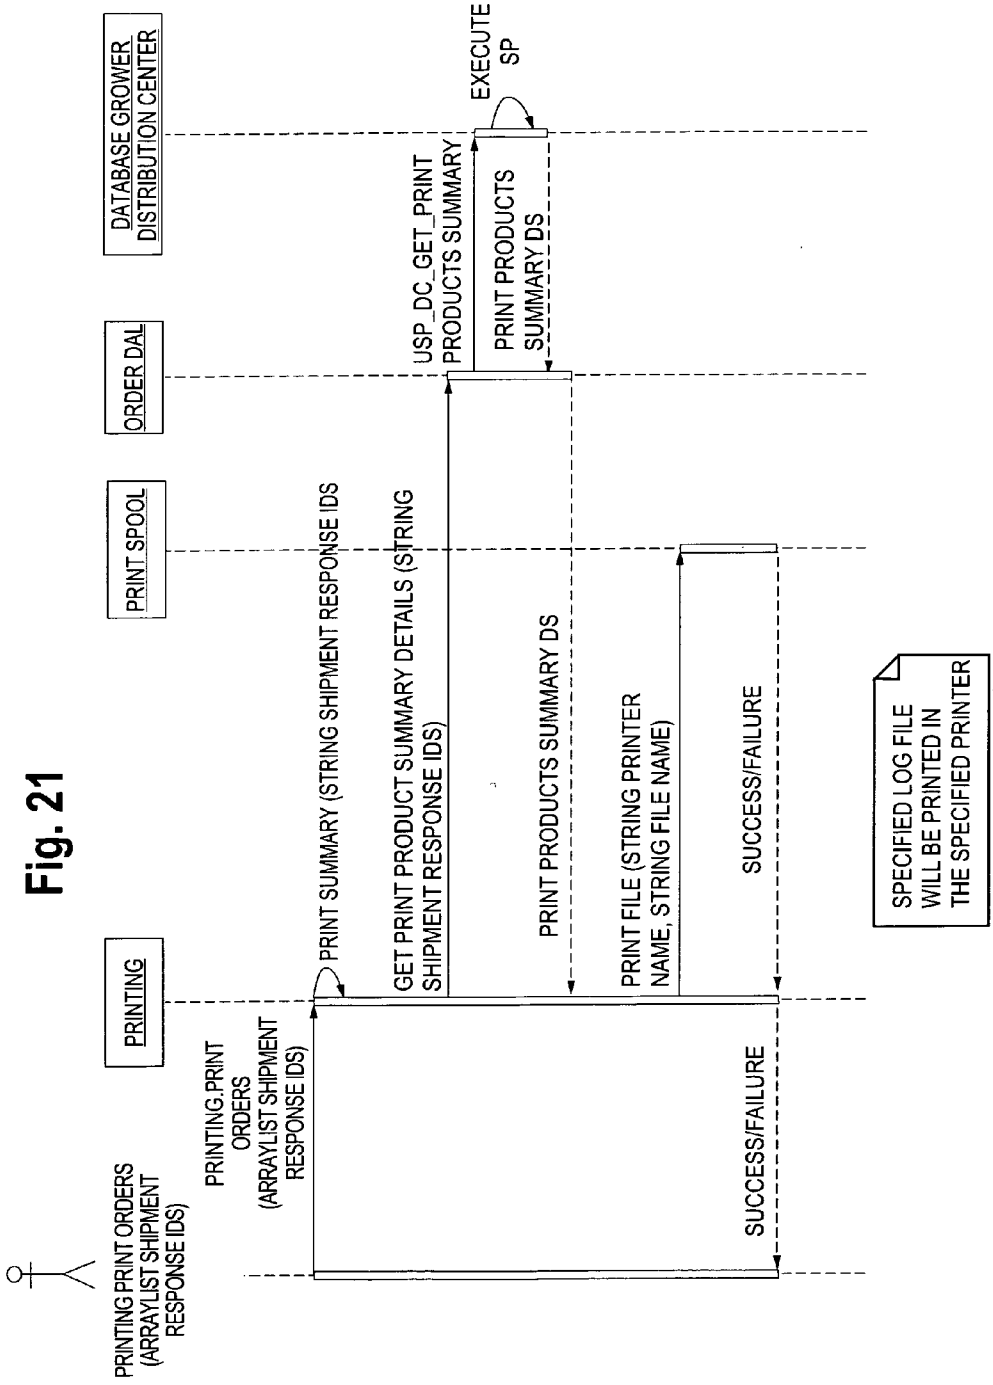 Fig. 21
PRINTING.PRINT ORDERS
(ARRAYLIST SHIPMENT
RESPONSE IDS)
PRINTING
PRINT SPOOL
ORDER DAL
DATABASE GROWER
DISTRIBUTION CENTER
PRINTING.PRINT
ORDERS
(ARRAYLIST SHIPMENT
RESPONSE IDS)
PRINT SUMMARY (STRING SHIPMENT RESPONSE IDS
GET PRINT PRODUCT SUMMARY DETAILS (STRING
SHIPMENT RESPONSE IDS)
USP_DC_GET_PRINT
PRODUCTS SUMMARY
EXECUTE
SP
PRINT PRODUCTS
SUMMARY DS
PRINT PRODUCTS SUMMARY DS
PRINT FILE (STRING PRINTER
NAME, STRING FILE NAME)
SUCCESS/FAILURE
SUCCESS/FAILURE
SPECIFIED LOG FILE
WILL BE PRINTED IN
THE SPECIFIED PRINTER